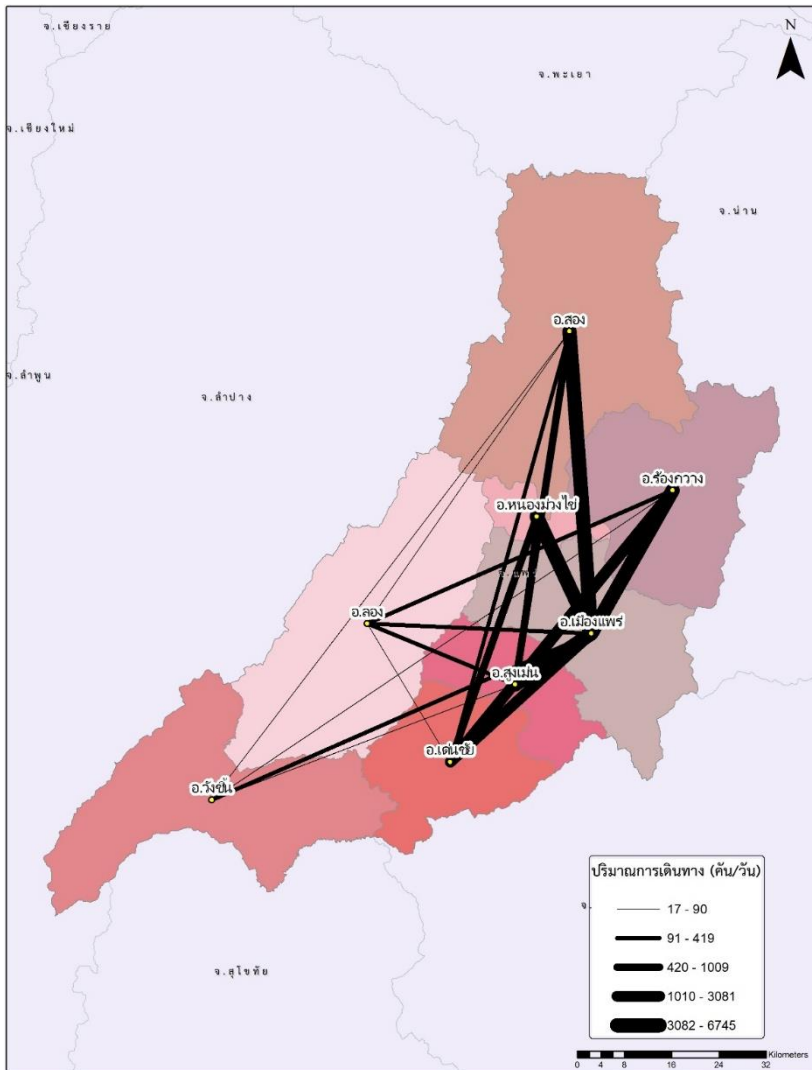 จ.เชียงราย
N
จ.พะเยา
จ.เชียงใหม่
จ.น่าน
อ.สอง
จ.ลำพูน
จ.ลำปาง
อ.ร้องกวาง
อ.หนองม่วงไข่
อ.ลอง
อ.เมืองแพร่
อ.สูงเม่น
อ.เด่นชัย
อ.วังชิ้น
ปริมาณการเดินทาง (คัน/วัน)
17 - 90
จ.
91 - 419
420 - 1009
จ.สุโขทัย
1010 - 3081
3082 - 6745
Kilometers
0 2 4 8 16 24 32